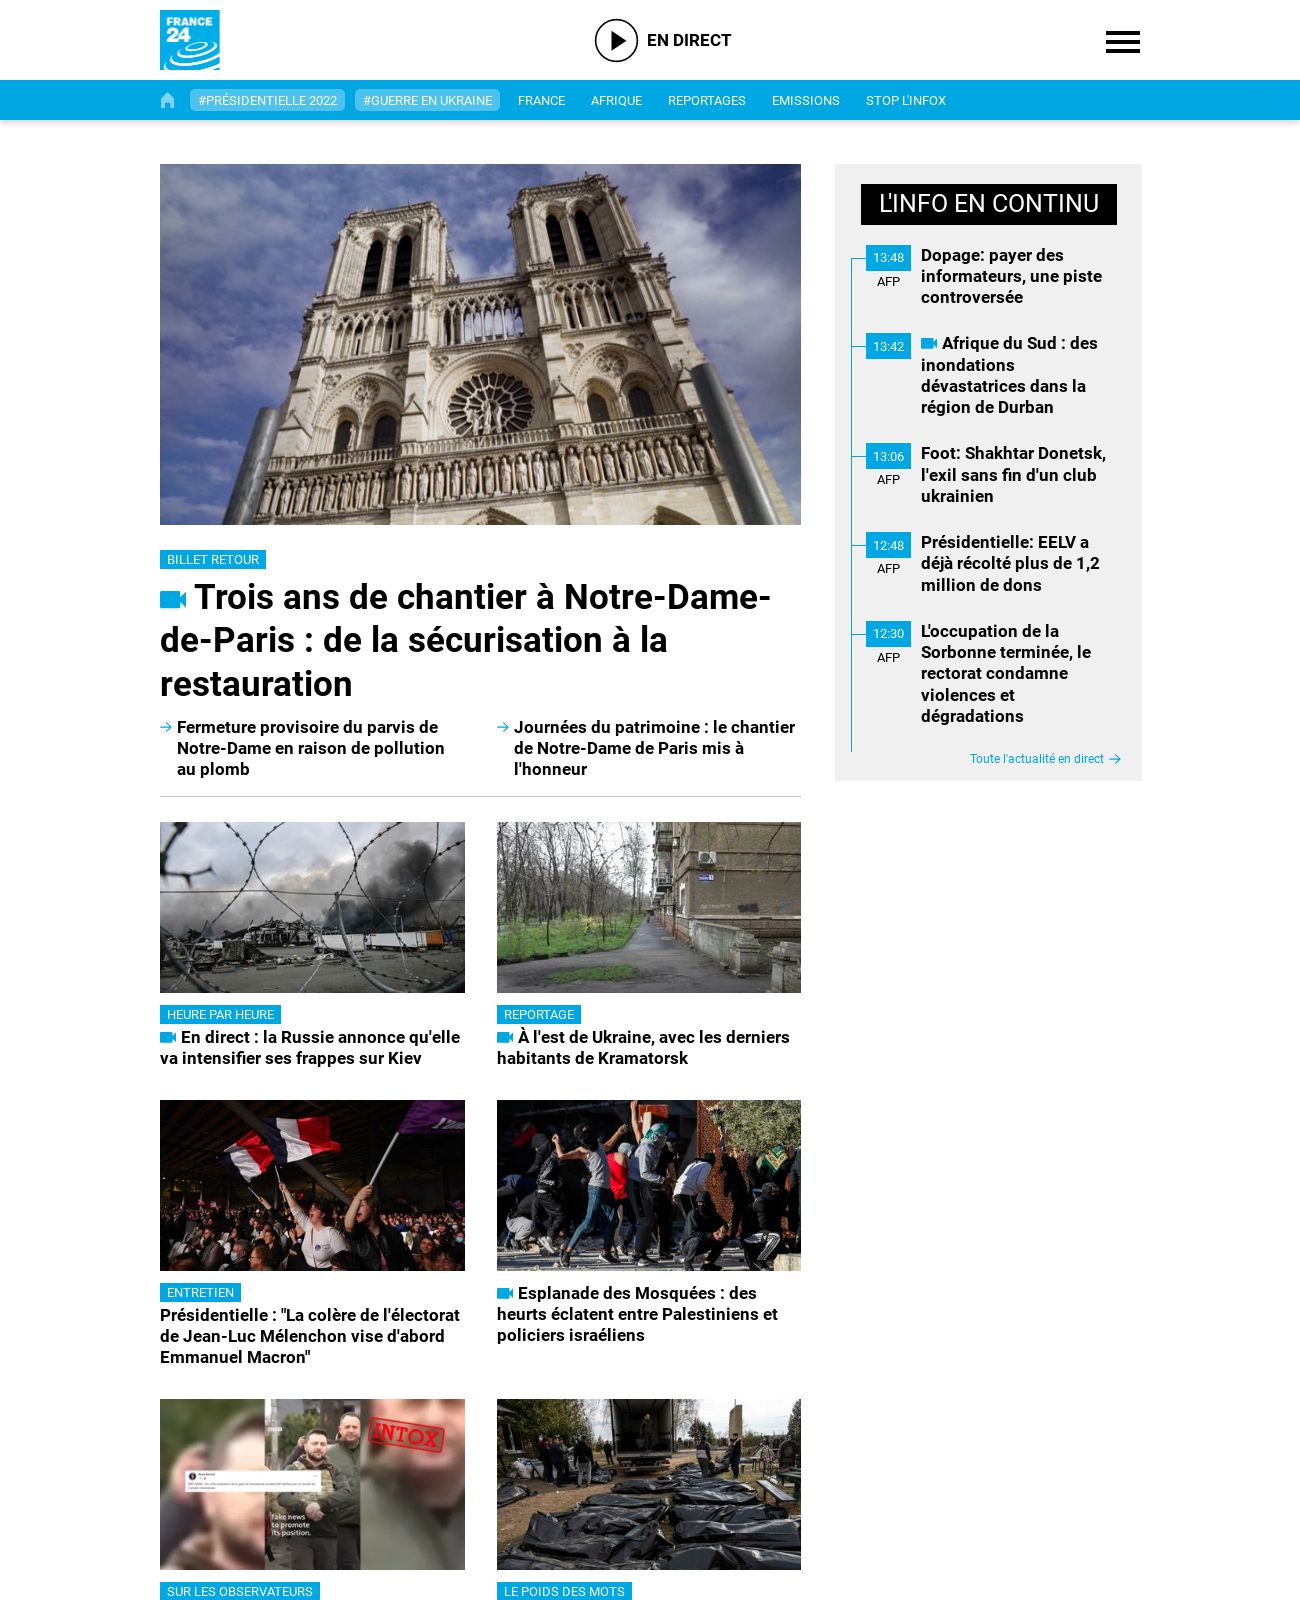 FRANCE
24
EN DIRECT
#PRÉSIDENTIELLE 2022
#GUERRE EN UKRAINE
FRANCE
AFRIQUE
REPORTAGES
EMISSIONS
STOP L'INFOX
BILLET RETOUR
Trois ans de chantier à Notre-Dame-
de-Paris : de la sécurisation à la
restauration
Fermeture provisoire du parvis de
Notre-Dame en raison de pollution
au plomb
Journées du patrimoine : le chantier
de Notre-Dame de Paris mis à
l'honneur
HEURE PAR HEURE
En direct : la Russie annonce qu'elle
va intensifier ses frappes sur Kiev
REPORTAGE
À l'est de Ukraine, avec les derniers
habitants de Kramatorsk
ENTRETIEN
Présidentielle : "La colère de l'électorat
de Jean-Luc Mélenchon vise d'abord
Emmanuel Macron"
Esplanade des Mosquées : des
heurts éclatent entre Palestiniens et
policiers israéliens
INTOX
fake news
to promote
its position.
SUR LES OBSERVATEURS
LE POIDS DES MOTS
L'INFO EN CONTINU
13:48
AFP
Dopage: payer des
informateurs, une piste
controversée
13:42
Afrique du Sud : des
inondations
dévastatrices dans la
région de Durban
13:06
AFP
Foot: Shakhtar Donetsk,
l'exil sans fin d'un club
ukrainien
12:48
AFP
Présidentielle: EELV a
déjà récolté plus de 1,2
million de dons
12:30
AFP
L'occupation de la
Sorbonne terminée, le
rectorat condamne
violences et
dégradations
Toute l'actualité en direct